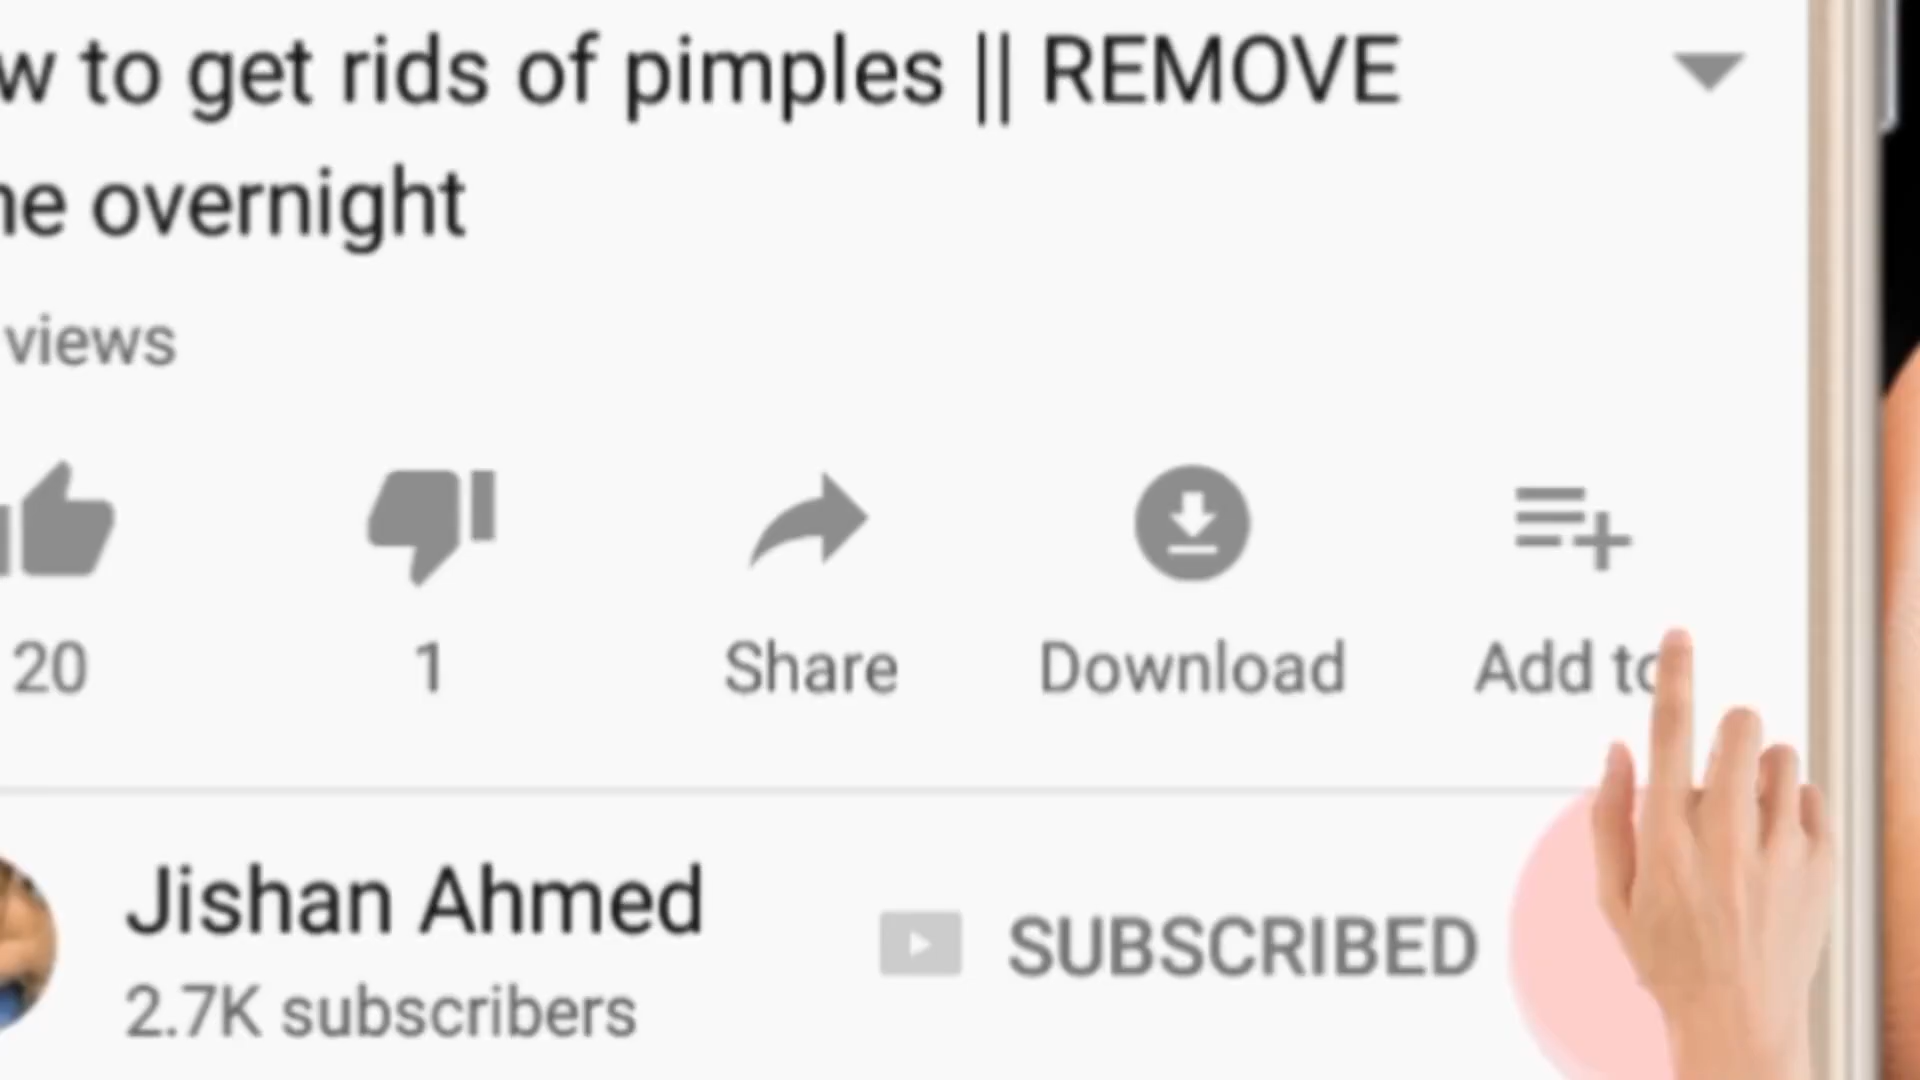 w to get rids of pimples || REMOVE
ne overnight
views
20
1
Share
Download
Add to
Jishan Ahmed
SUBSCRIBED
2.7K subscribers